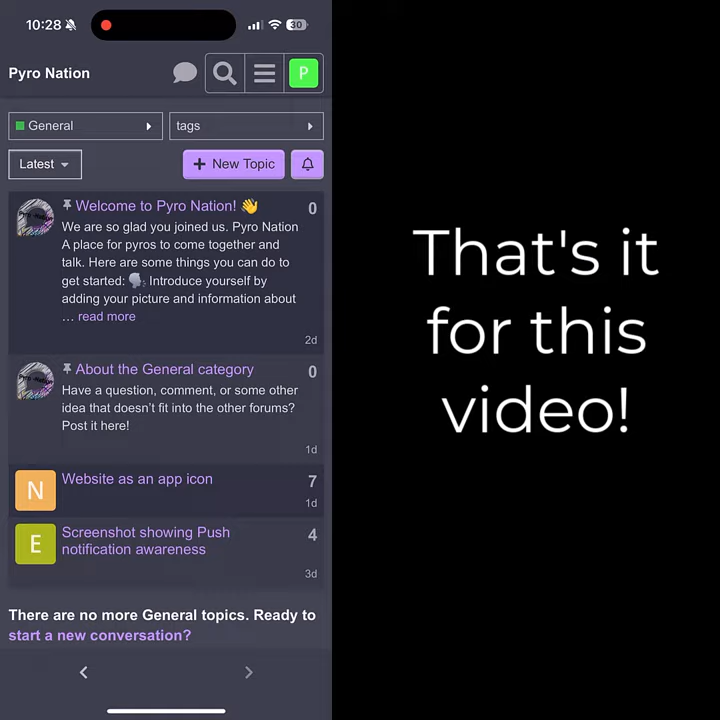 10:28
30
Pyro Nation
P
General
tags
Latest
+ New Topic
Welcome to Pyro Nation! 👋
0
We are so glad you joined us. Pyro Nation
A place for pyros to come together and
talk. Here are some things you can do to
get started: 🗣 Introduce yourself by
adding your picture and information about
… read more
2d
About the General category
0
Have a question, comment, or some other
idea that doesn't fit into the other forums?
Post it here!
1d
N
Website as an app icon
7
1d
E
Screenshot showing Push
notification awareness
4
3d
There are no more General topics. Ready to
start a new conversation?
That's it
for this
video!